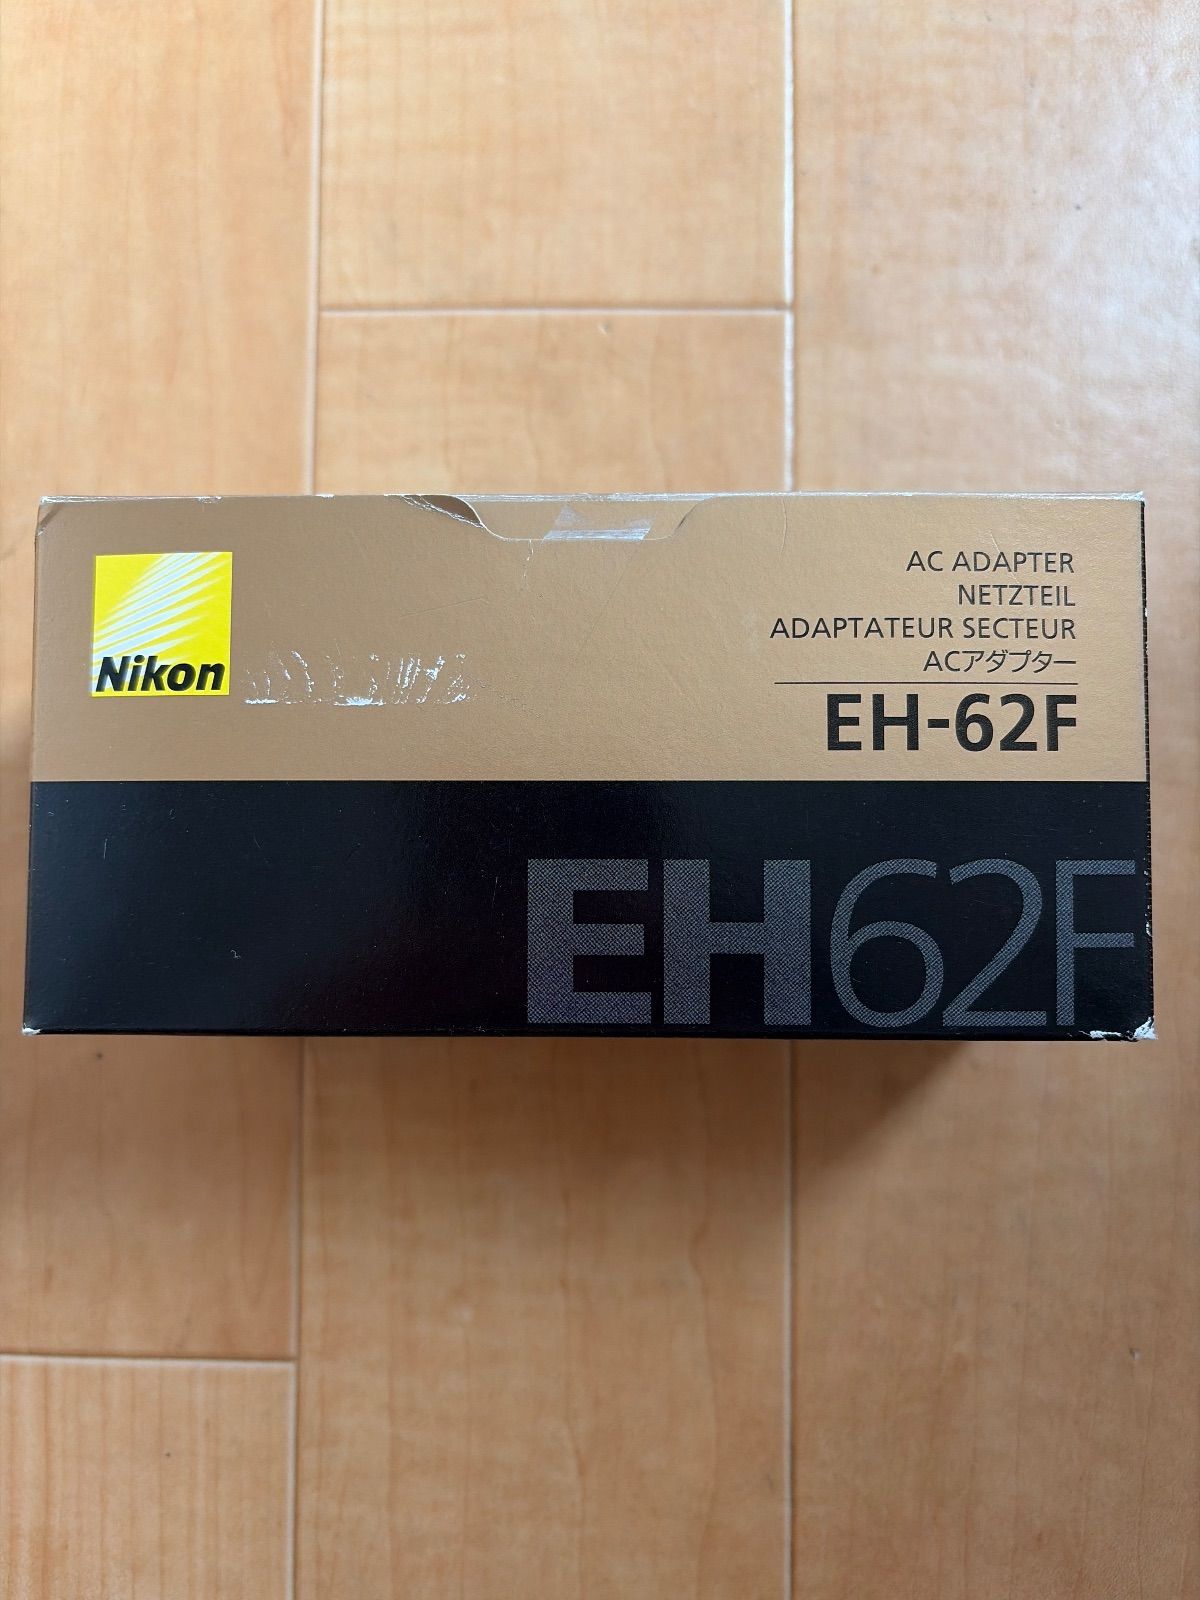 Nikon
AC ADAPTER
NETZTEIL
ADAPTATEUR SECTEUR
ACアダプター
EH-62F
EH62F